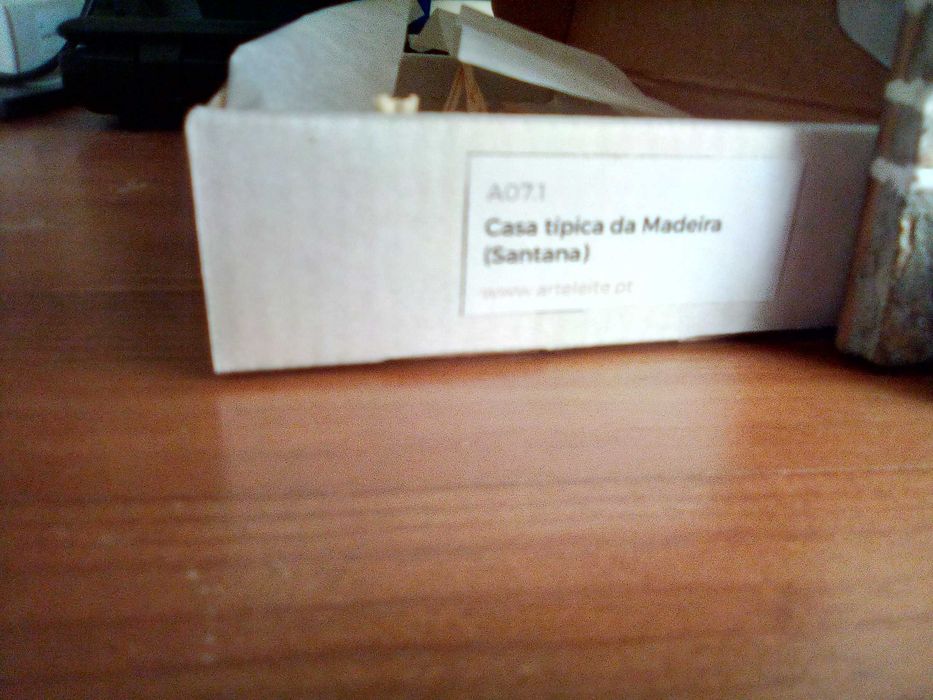 A07.1
Casa típica da Madeira
(Santana)
www.arteleite.pt